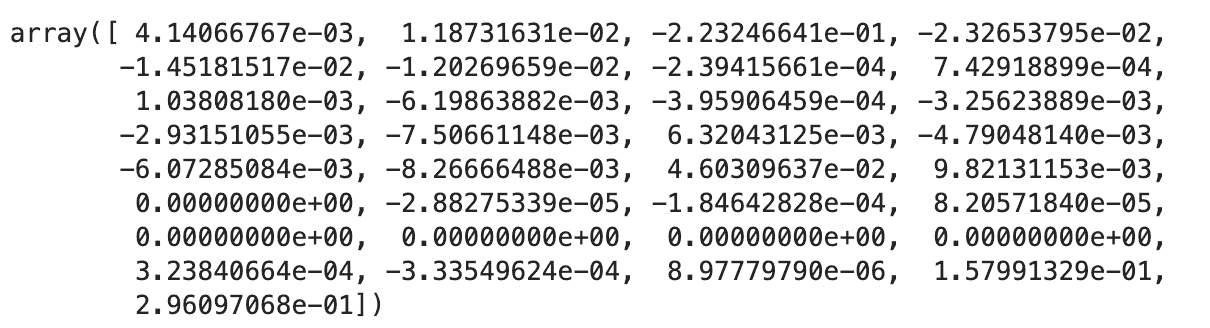 array([ 4.14066767e-03,  1.18731631e-02, -2.23246641e-01, -2.32653795e-02,
       -1.45181517e-02, -1.20269659e-02, -2.39415661e-04,  7.42918899e-04,
        1.03808180e-03, -6.19863882e-03, -3.95906459e-04, -3.25623889e-03,
       -2.93151055e-03, -7.50661148e-03,  6.32043125e-03, -4.79048140e-03,
       -6.07285084e-03, -8.26666488e-03,  4.60309637e-02,  9.82131153e-03,
        0.00000000e+00, -2.88275339e-05, -1.84642828e-04,  8.20571840e-05,
        0.00000000e+00,  0.00000000e+00,  0.00000000e+00,  0.00000000e+00,
        3.23840664e-04, -3.33549624e-04,  8.97779790e-06,  1.57991329e-01,
        2.96097068e-01])